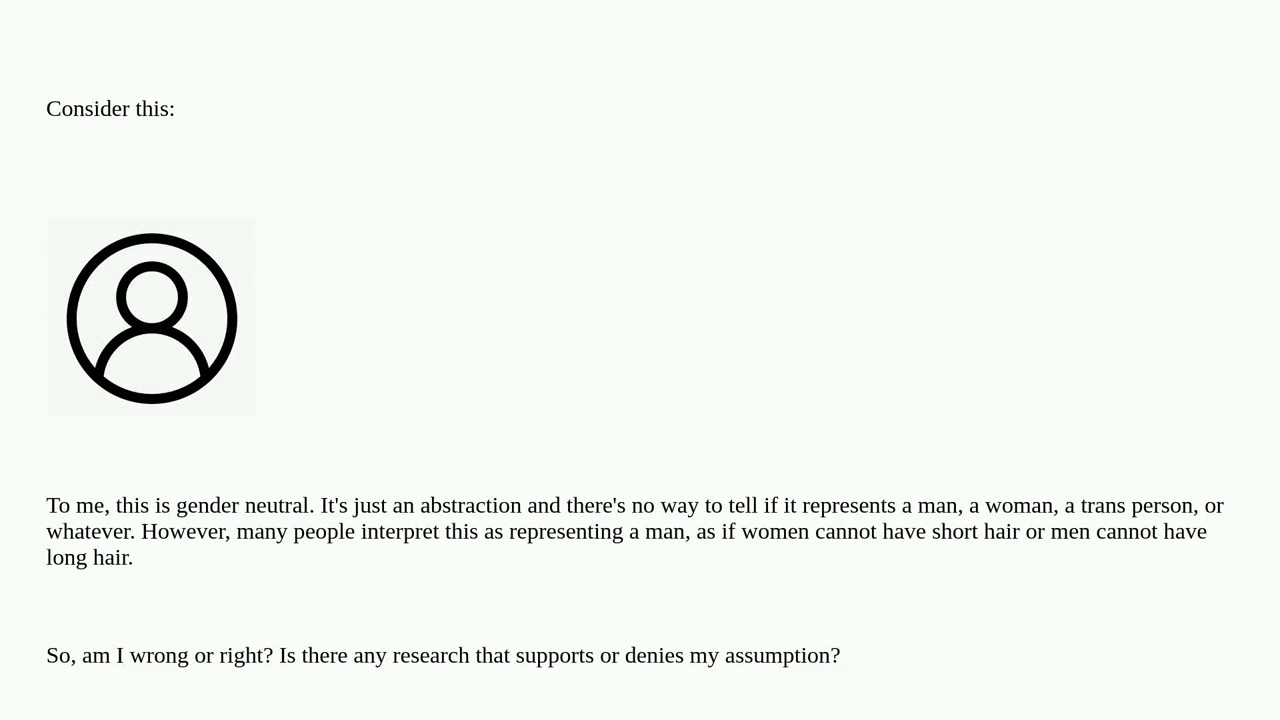 Consider this:
To me, this is gender neutral. It's just an abstraction and there's no way to tell if it represents a man, a woman, a trans person, or
whatever. However, many people interpret this as representing a man, as if women cannot have short hair or men cannot have
long hair.
So, am I wrong or right? Is there any research that supports or denies my assumption?